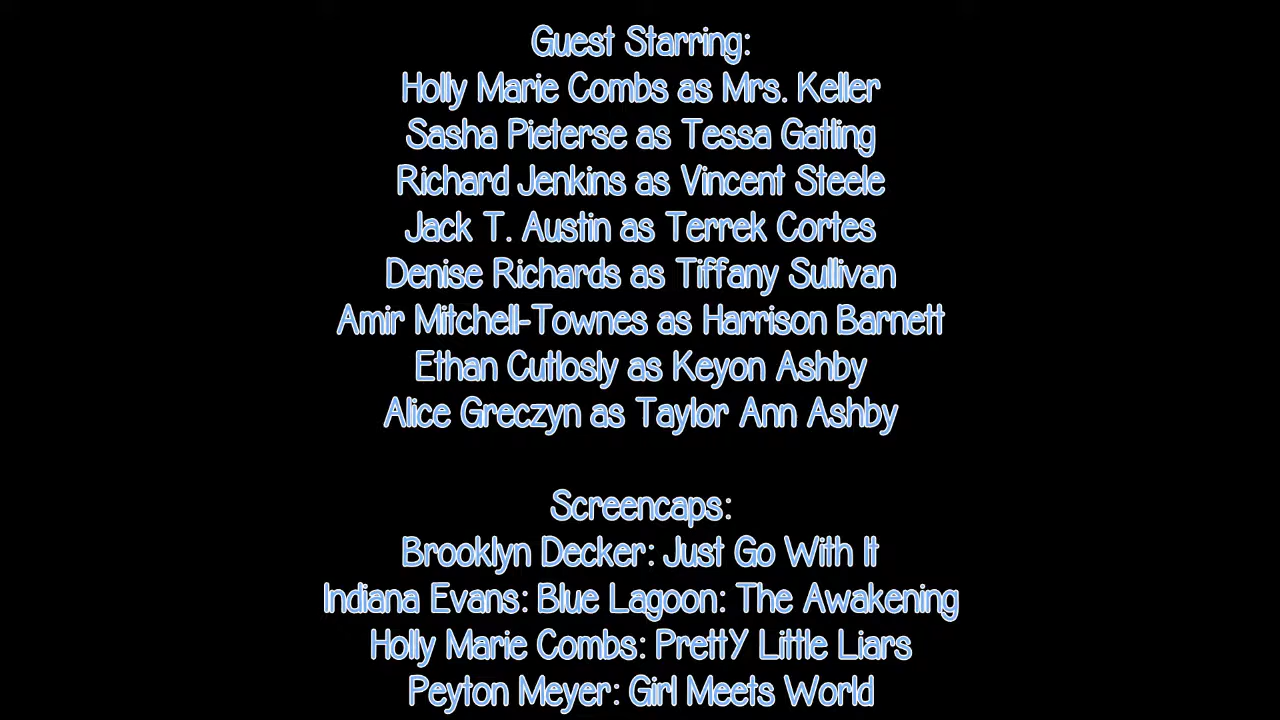 Guest Starring:
Holly Marie Combs as Mrs. Keller
Sasha Pieterse as Tessa Gatling
Richard Jenkins as Vincent Steele
Jack T. Austin as Terrek Cortes
Denise Richards as Tiffany Sullivan
Amir Mitchell-Townes as Harrison Barnett
Ethan Cutlosly as Keyon Ashby
Alice Greczyn as Taylor Ann Ashby
Screencaps:
Brooklyn Decker: Just Go With It
Indiana Evans: Blue Lagoon: The Awakening
Holly Marie Combs: PrettY Little Liars
Peyton Meyer: Girl Meets World